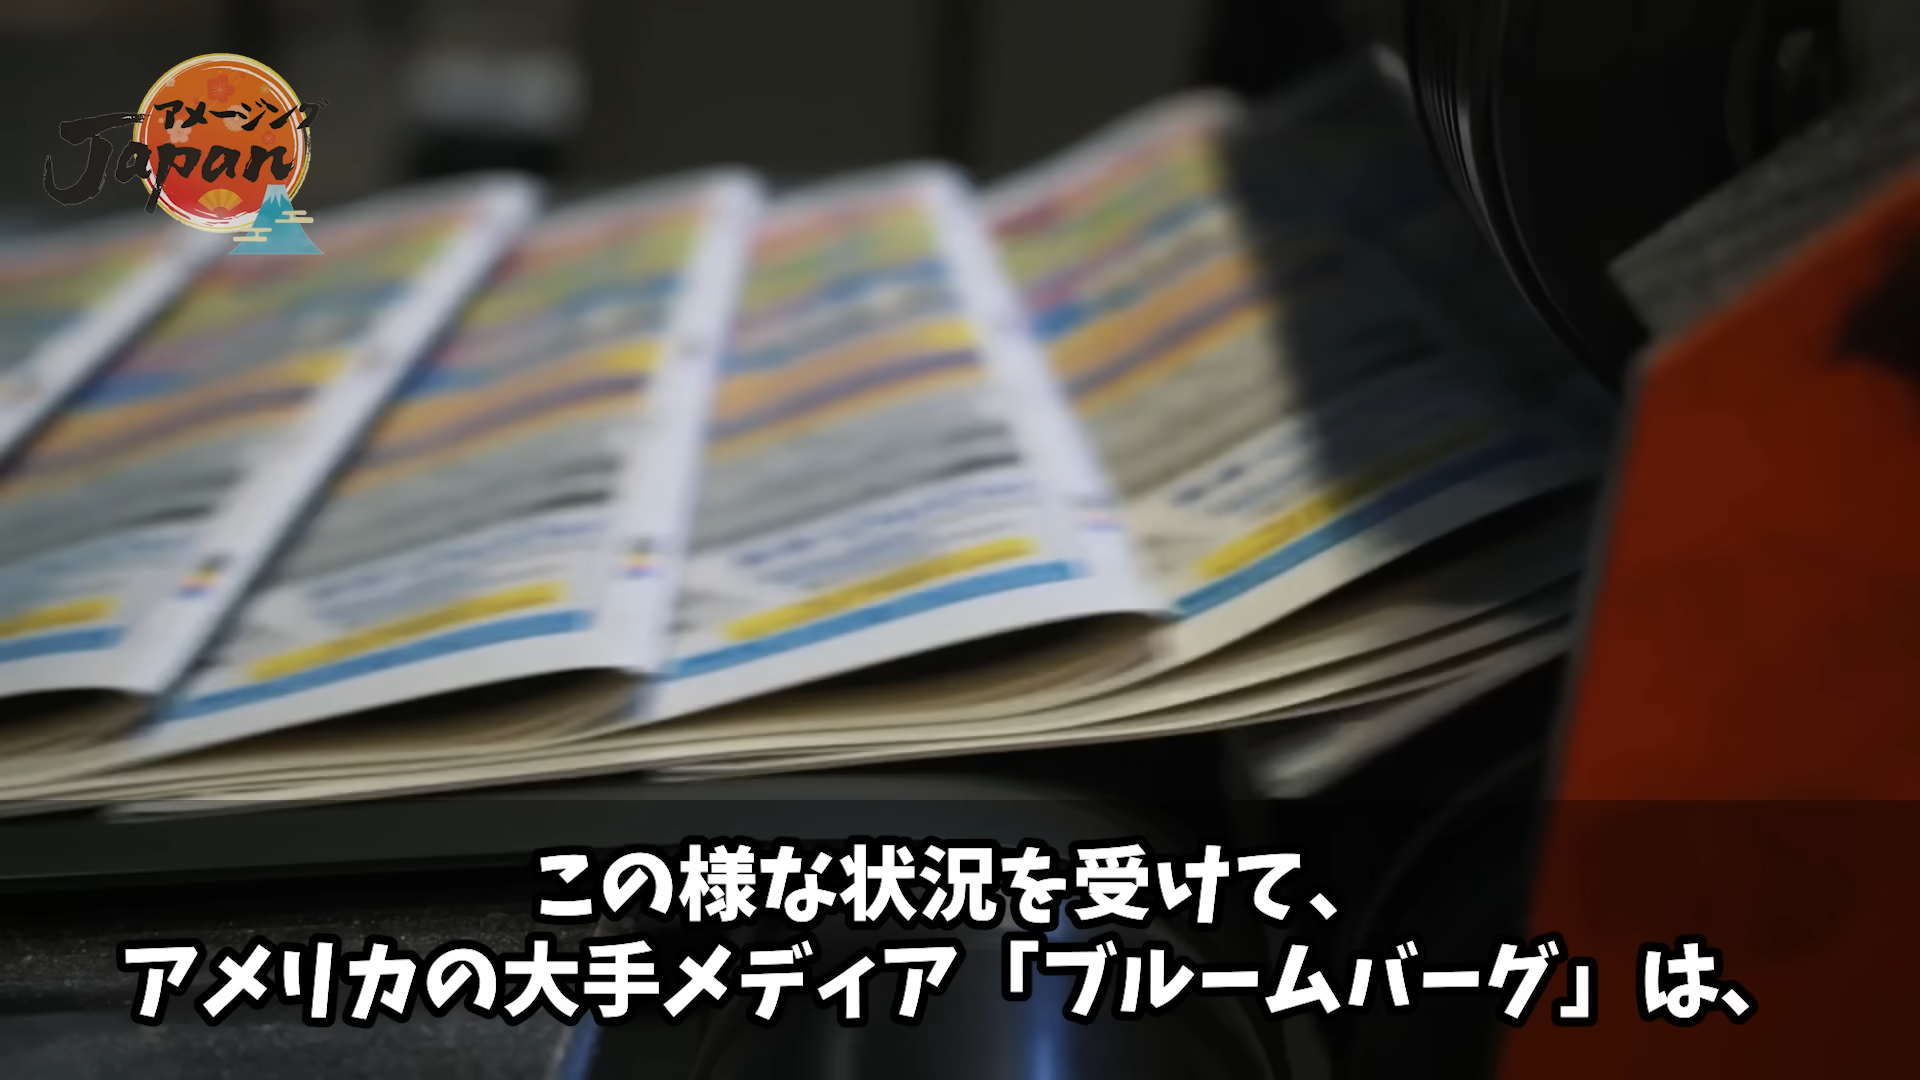 アメージング
Japan
この様な状況を受けて、
アメリカの大手メディア「ブルームバーグ」は、